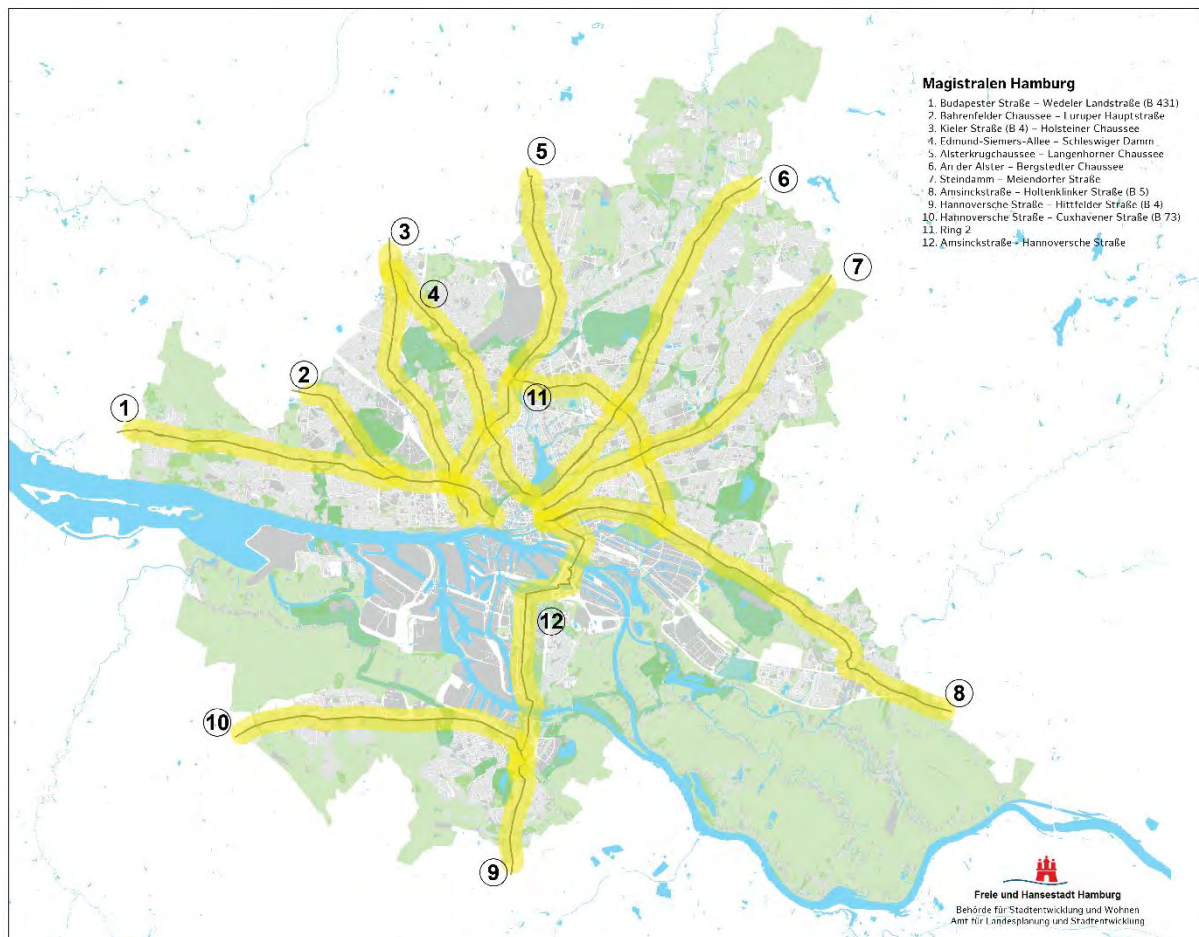 Magistralen Hamburg
1. Budapester Straße – Wedeler Landstraße (B 431)
2. Bahrenfelder Chaussee – Luruper Hauptstraße
3. Kieler Straße (B 4) – Holsteiner Chaussee
4. Edmund-Siemers-Allee – Schleswiger Damm
5. Alsterkrugchaussee – Langenhorner Chaussee
6. An der Alster – Bergstedter Chaussee
7. Steindamm – Meiendorfer Straße
8. Amsinckstraße – Holtenklinker Straße (B 5)
9. Hannoversche Straße – Hittfelder Straße (B 4)
10. Hannoversche Straße – Cuxhavener Straße (B 73)
11. Ring 2
12. Amsinckstraße – Hannoversche Straße
5
6
3
7
4
2
11
1
12
8
10
9
Freie und Hansestadt Hamburg
Behörde für Stadtentwicklung und Wohnen
Amt für Landesplanung und Stadtentwicklung